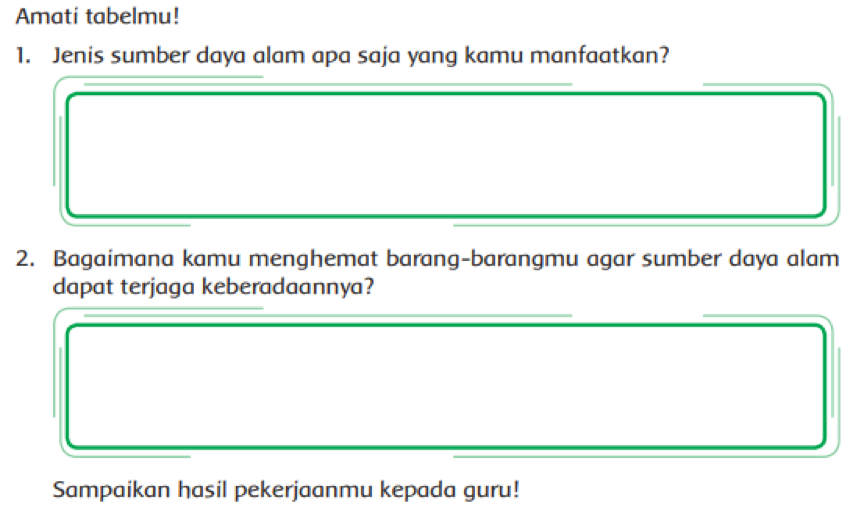 Amati tabelmu!
1. Jenis sumber daya alam apa saja yang kamu manfaatkan?
2. Bagaimana kamu menghemat barang-barangmu agar sumber daya alam
dapat terjaga keberadaannya?
Sampaikan hasil pekerjaanmu kepada guru!